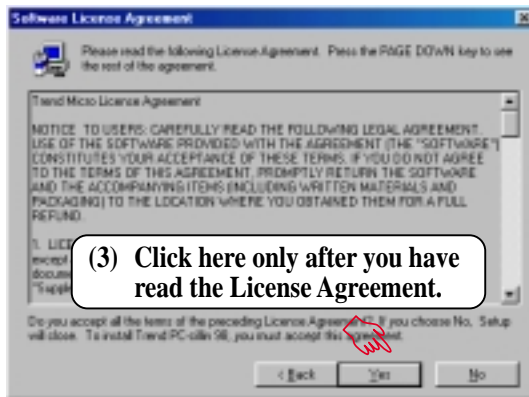 Software License Agreement
Please read the following License Agreement. Press the PAGE DOWN key to see
the rest of the agreement.
Trend Micro License Agreement
NOTICE TO USERS: CAREFULLY READ THE FOLLOWING LEGAL AGREEMENT.
USE OF THE SOFTWARE PROVIDED WITH THE AGREEMENT (THE "SOFTWARE")
CONSTITUTES YOUR ACCEPTANCE OF THESE TERMS. IF YOU DO NOT AGREE
TO THE TERMS OF THIS AGREEMENT, PROMPTLY RETURN THE SOFTWARE
AND THE ACCOMPANYING ITEMS (INCLUDING WRITTEN MATERIALS AND
PACKAGING) TO THE LOCATION WHERE YOU OBTAINED THEM FOR A FULL
REFUND.
1. LICE
except
docume
"Supple
(3) Click here only after you have
read the License Agreement.
Do you accept all the terms of the preceding License Agreement? If you choose No, Setup
will close. To install Trend PC-cillin 98, you must accept this agreement.
< Back Yes No